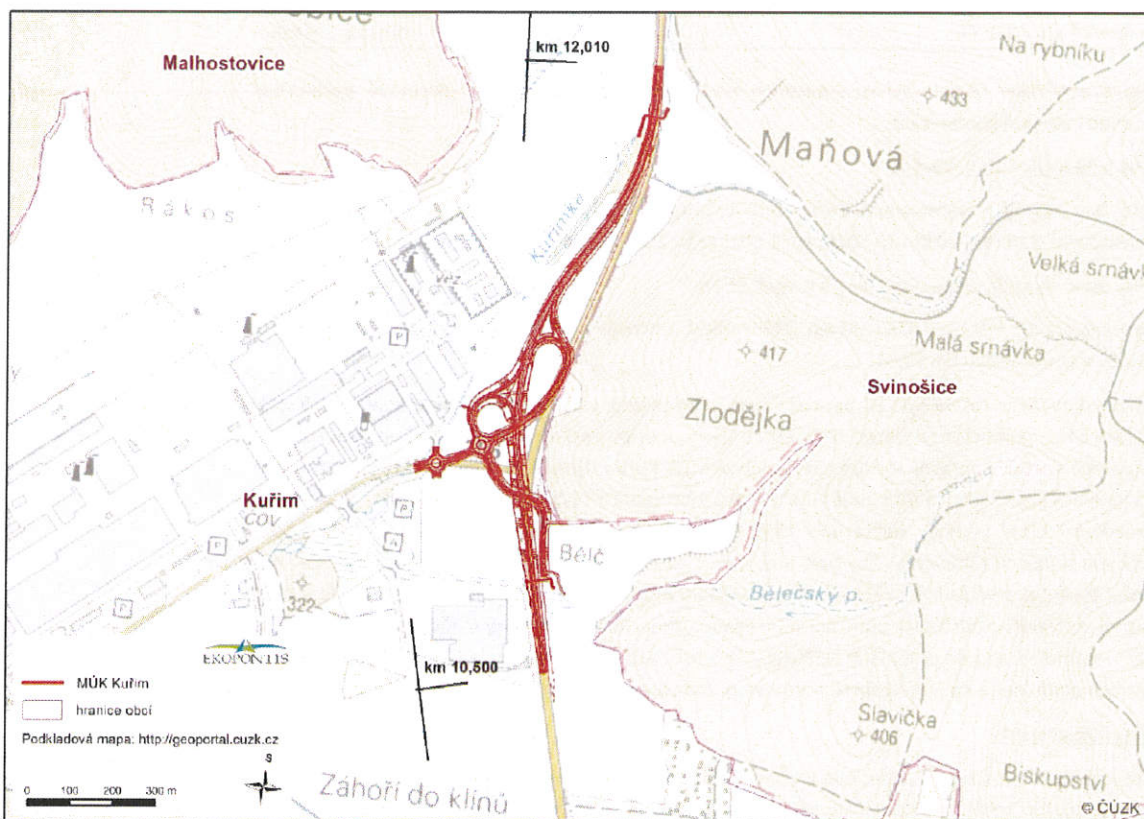 km 12,010
Malhostovice
Na rybníku
433
Maňová
Rákos
Kuřimka
věž
Velká srnávka
P
417
Malá srnávka
Svinošice
Zlodějka
Kuřim
ČOV
P
P
Bělč
322
P
Bělečský p.
EKOPONTIS
km 10,500
MÚK Kuřim
hranice obcí
Slavička
406
Podkladová mapa: http://geoportal.cuzk.cz
S
Biskupství
0 100 200 300 m
Záhoří do klínů
© ČÚZK